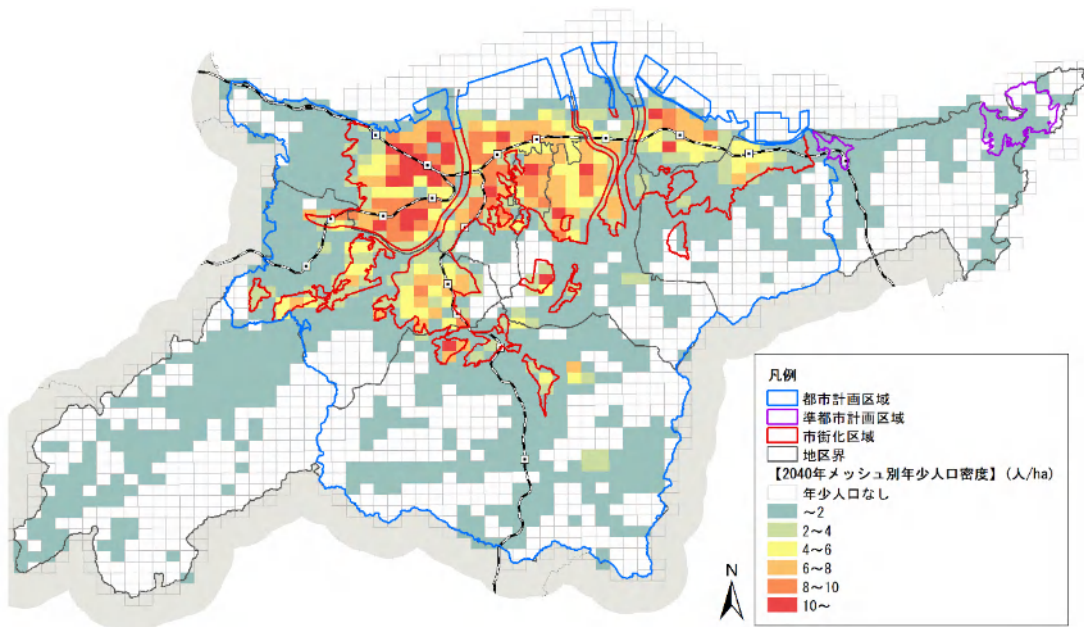 凡例
都市計画区域
準都市計画区域
市街化区域
地区界
【2040年メッシュ別年少人口密度】(人/ha)
年少人口なし
～2
2～4
4～6
6～8
8～10
10～
N